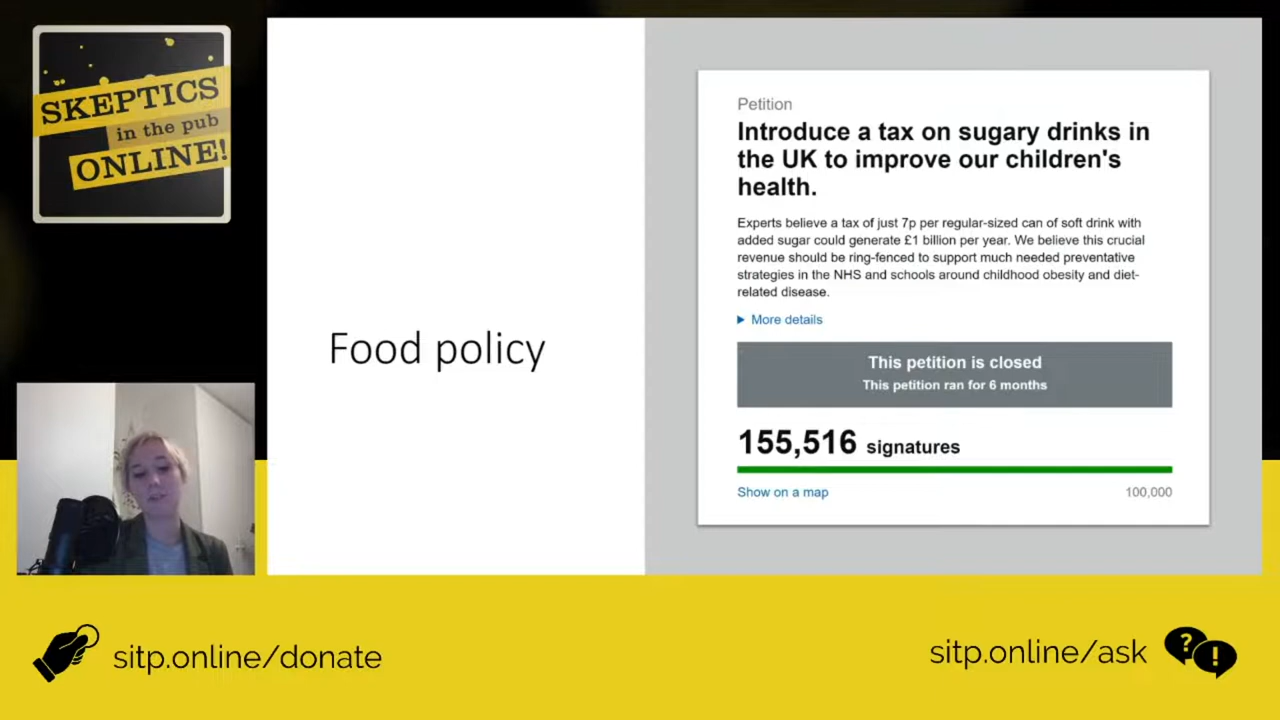 SKEPTICS
in the pub
ONLINE!
Food policy
Petition
Introduce a tax on sugary drinks in
the UK to improve our children's
health.
Experts believe a tax of just 7p per regular-sized can of soft drink with
added sugar could generate £1 billion per year. We believe this crucial
revenue should be ring-fenced to support much needed preventative
strategies in the NHS and schools around childhood obesity and diet-
related disease.
More details
This petition is closed
This petition ran for 6 months
155,516 signatures
Show on a map
100,000
sitp.online/donate
sitp.online/ask